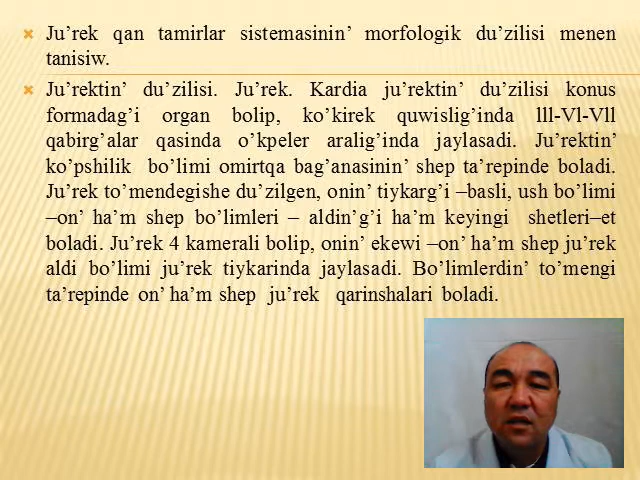 Ju’rek qan tamirlar sistemasinin’ morfologik du’zilisi menen
tanisiw.
Ju’rektin’ du’zilisi. Ju’rek. Kardia ju’rektin’ du’zilisi konus
formadag’i organ bolip, ko’kirek quwislig’inda lll-Vl-Vll
qabirg’alar qasinda o’kpeler aralig’inda jaylasadi. Ju’rektin’
ko’pshilik bo’limi omirtqa bag’anasinin’ shep ta’repinde boladi.
Ju’rek to’mendegishe du’zilgen, onin’ tiykarg’i –basli, ush bo’limi
–on’ ha’m shep bo’limleri – aldin’g’i ha’m keyingi shetleri–et
boladi. Ju’rek 4 kamerali bolip, onin’ ekewi –on’ ha’m shep ju’rek
aldi bo’limi ju’rek tiykarinda jaylasadi. Bo’limlerdin’ to’mengi
ta’repinde on’ ha’m shep ju’rek qarinshalari boladi.